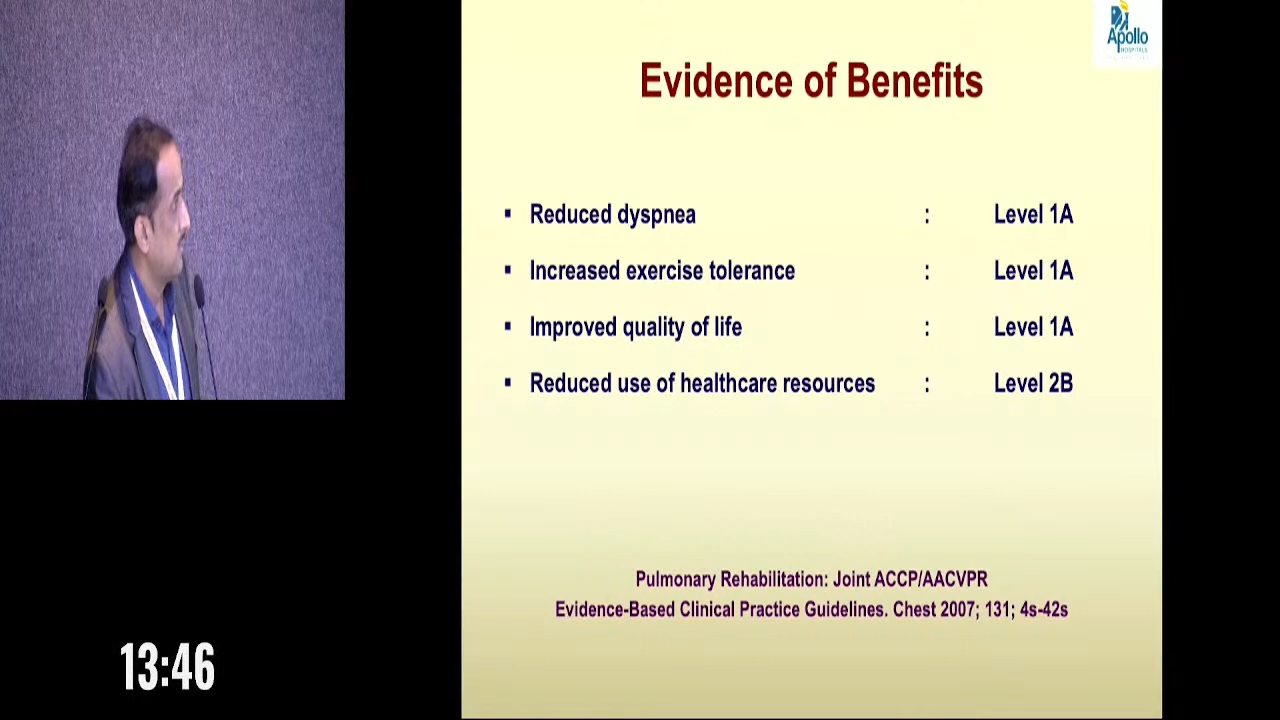 Apollo
HOSPITALS
Evidence of Benefits
▪ Reduced dyspnea : Level 1A
▪ Increased exercise tolerance : Level 1A
▪ Improved quality of life : Level 1A
▪ Reduced use of healthcare resources : Level 2B
Pulmonary Rehabilitation: Joint ACCP/AACVPR
Evidence-Based Clinical Practice Guidelines. Chest 2007; 131; 4s-42s
13:46